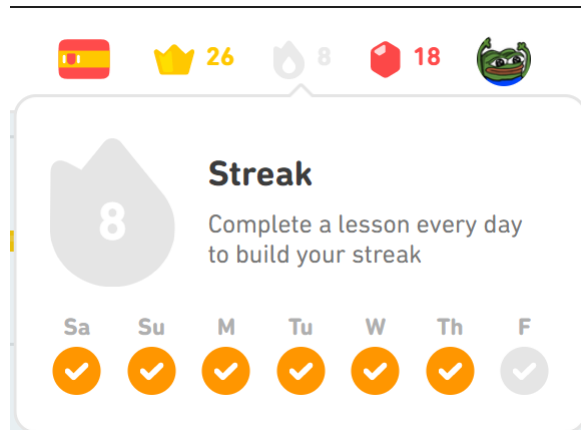 26 8 18
8
Streak
Complete a lesson every day
to build your streak
Sa Su M Tu W Th F